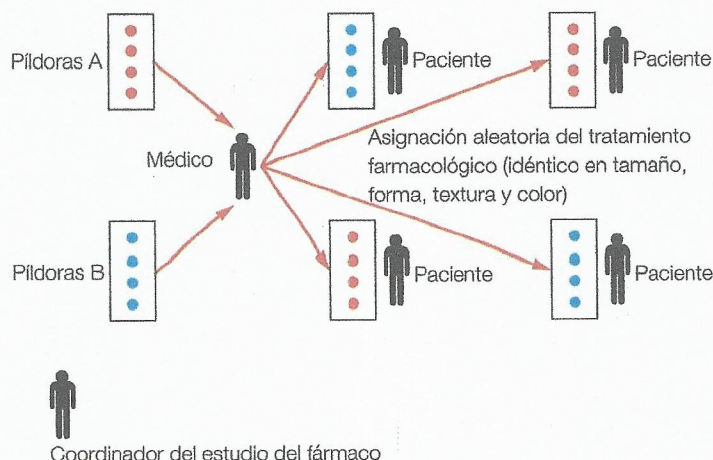 Píldoras A
Paciente
Paciente
Médico
Asignación aleatoria del tratamiento
farmacológico (idéntico en tamaño,
forma, textura y color)
Píldoras B
Paciente
Paciente
Coordinador del estudio del fármaco